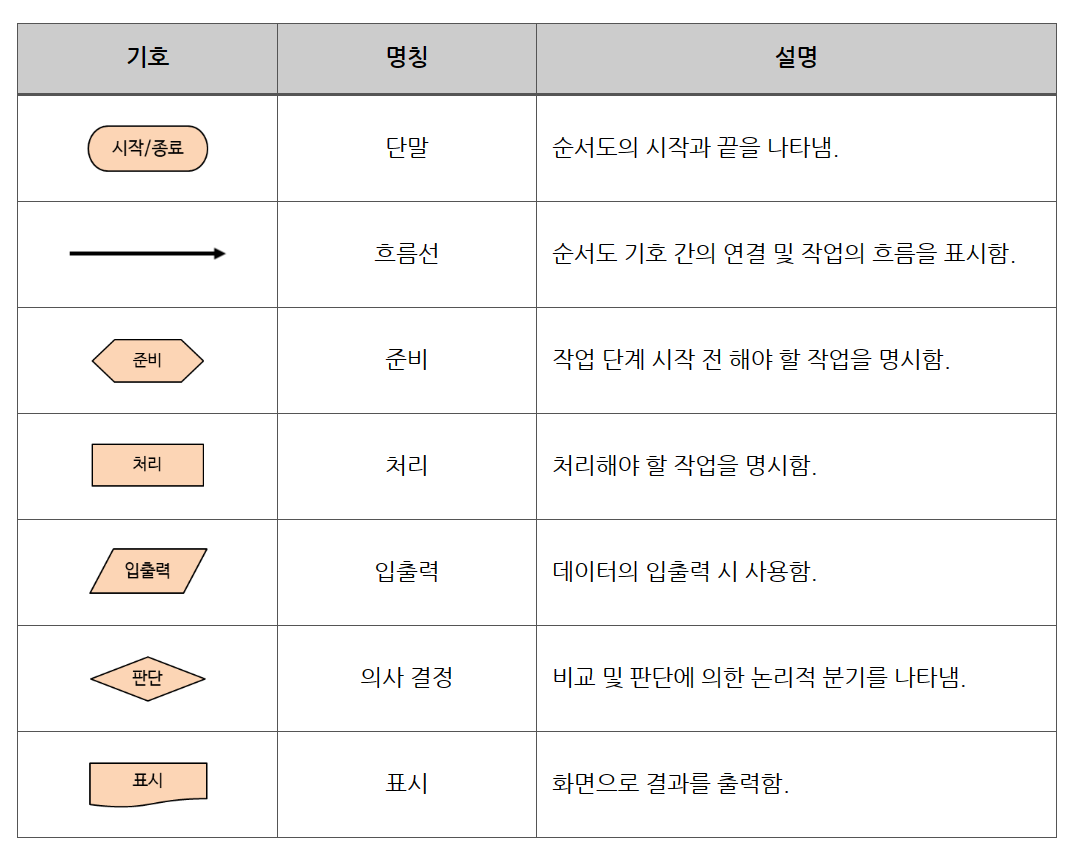 기호 명칭 설명
시작/종료 단말 순서도의 시작과 끝을 나타냄.
흐름선 순서도 기호 간의 연결 및 작업의 흐름을 표시함.
준비 준비 작업 단계 시작 전 해야 할 작업을 명시함.
처리 처리 처리해야 할 작업을 명시함.
입출력 입출력 데이터의 입출력 시 사용함.
판단 의사 결정 비교 및 판단에 의한 논리적 분기를 나타냄.
표시 표시 화면으로 결과를 출력함.